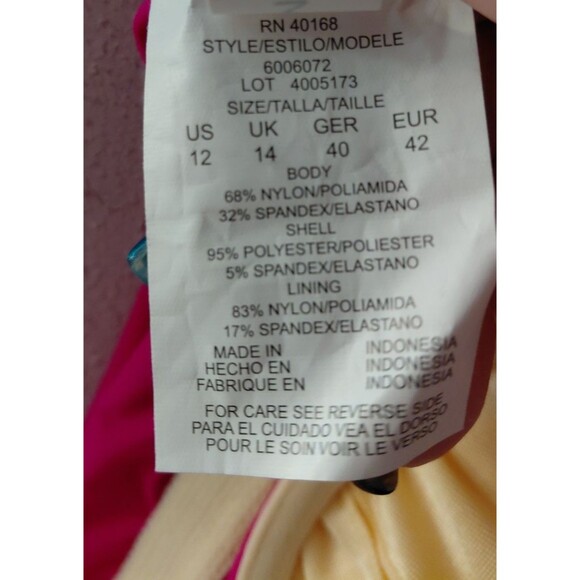 RN 40168
STYLE/ESTILO/MODELE
6006072
LOT 4005173
SIZE/TALLA/TAILLE
US UK GER EUR
12 14 40 42
BODY
68% NYLON/POLIAMIDA
32% SPANDEX/ELASTANO
SHELL
95% POLYESTER/POLIESTER
5% SPANDEX/ELASTANO
LINING
83% NYLON/POLIAMIDA
17% SPANDEX/ELASTANO
MADE IN INDONESIA
HECHO EN INDONESIA
FABRIQUE EN INDONESIA
FOR CARE SEE REVERSE SIDE
PARA EL CUIDADO VEA EL DORSO
POUR LE SOIN VOIR LE VERSO